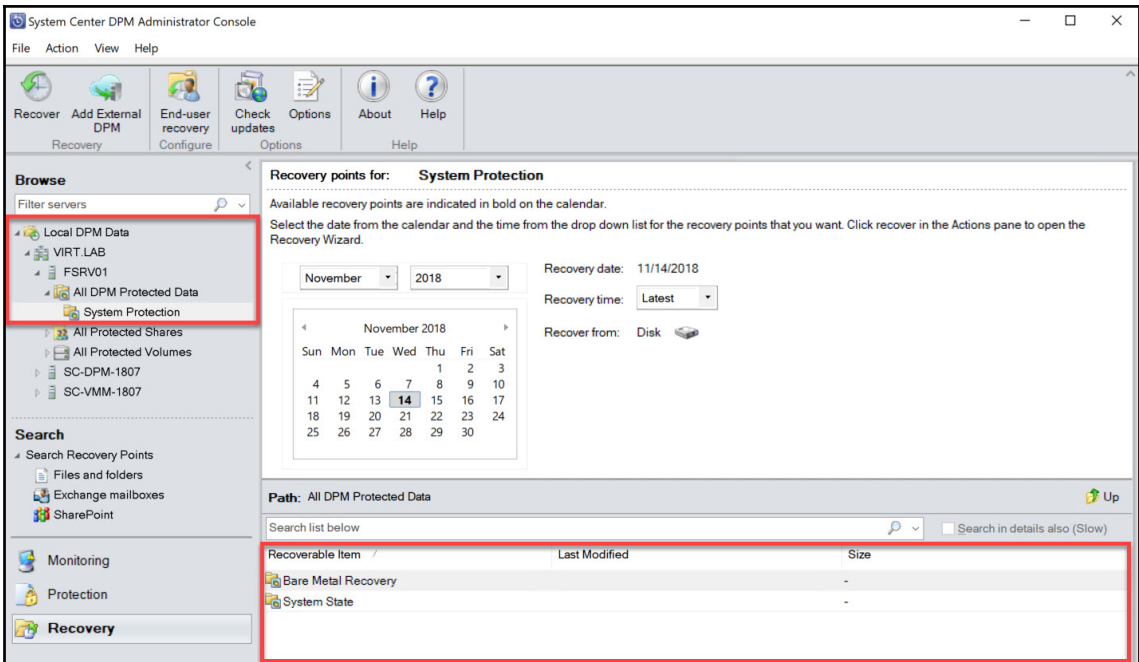 System Center DPM Administrator Console
File Action View Help
Recover Add External DPM End-user recovery Check updates Options About Help
Recovery Configure Options Help
Browse
Filter servers
Local DPM Data
VIRT.LAB
FSRV01
All DPM Protected Data
System Protection
All Protected Shares
All Protected Volumes
SC-DPM-1807
SC-VMM-1807
Search
Search Recovery Points
Files and folders
Exchange mailboxes
SharePoint
Monitoring
Protection
Recovery
Recovery points for: System Protection
Available recovery points are indicated in bold on the calendar.
Select the date from the calendar and the time from the drop down list for the recovery points that you want. Click recover in the Actions pane to open the
Recovery Wizard.
November 2018
November 2018
Sun Mon Tue Wed Thu Fri Sat
1 2 3
4 5 6 7 8 9 10
11 12 13 14 15 16 17
18 19 20 21 22 23 24
25 26 27 28 29 30
Recovery date: 11/14/2018
Recovery time: Latest
Recover from: Disk
Path: All DPM Protected Data Up
Search list below Search in details also (Slow)
Recoverable Item / Last Modified Size
Bare Metal Recovery -
System State -